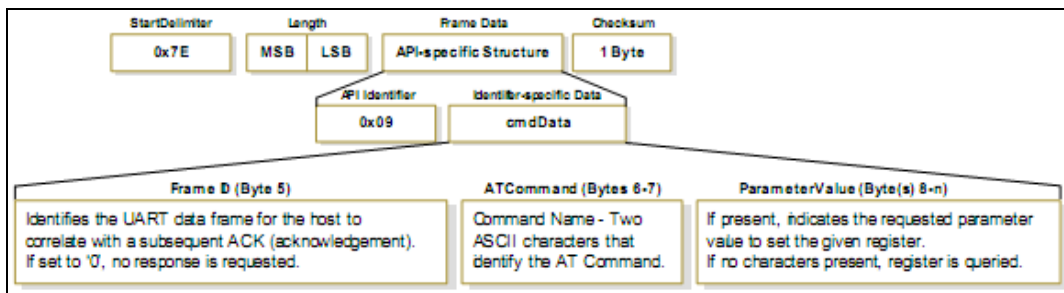 StartDelimiter Length Frame Data Checksum
0x7E MSB LSB API-specific Structure 1 Byte
API Identifier Identifer-specific Data
0x09 cmdData
Frame D (Byte 5)
Identifies the UART data frame for the host to
correlate with a subsequent ACK (acknowledgement).
If set to ‘0’, no response is requested.
ATCommand (Bytes 6-7)
Command Name - Two
ASCII characters that
identify the AT Command.
ParameterValue (Byte(s) 8-n)
If present, indicates the requested parameter
value to set the given register.
If no characters present, register is queried.